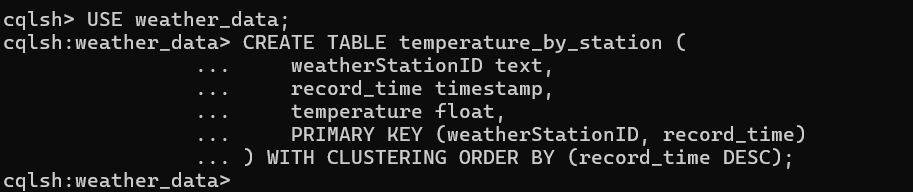 cqlsh> USE weather_data;
cqlsh:weather_data> CREATE TABLE temperature_by_station (
                ...     weatherStationID text,
                ...     record_time timestamp,
                ...     temperature float,
                ...     PRIMARY KEY (weatherStationID, record_time)
                ... ) WITH CLUSTERING ORDER BY (record_time DESC);
cqlsh:weather_data>